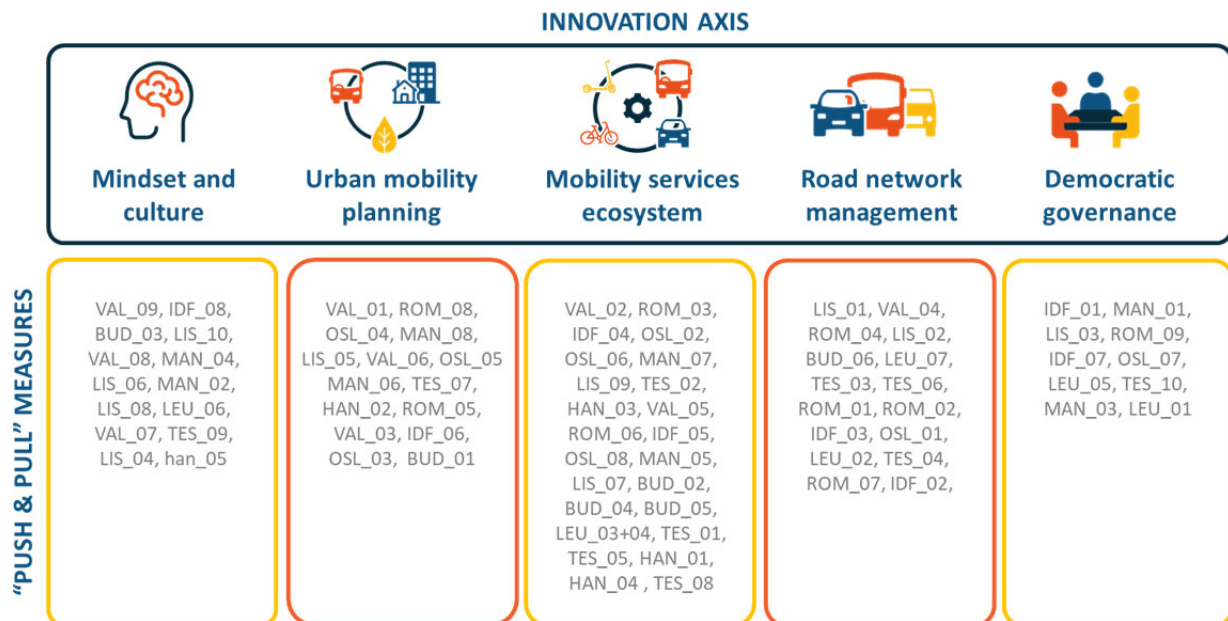 INNOVATION AXIS
Mindset and
culture
Urban mobility
planning
Mobility services
ecosystem
Road network
management
Democratic
governance
“PUSH & PULL” MEASURES
VAL_09, IDF_08,
BUD_03, LIS_10,
VAL_08, MAN_04,
LIS_06, MAN_02,
LIS_08, LEU_06,
VAL_07, TES_09,
LIS_04, han_05
VAL_01, ROM_08,
OSL_04, MAN_08,
LIS_05, VAL_06, OSL_05
MAN_06, TES_07,
HAN_02, ROM_05,
VAL_03, IDF_06,
OSL_03, BUD_01
VAL_02, ROM_03,
IDF_04, OSL_02,
OSL_06, MAN_07,
LIS_09, TES_02,
HAN_03, VAL_05,
ROM_06, IDF_05,
OSL_08, MAN_05,
LIS_07, BUD_02,
BUD_04, BUD_05,
LEU_03+04, TES_01,
TES_05, HAN_01,
HAN_04 , TES_08
LIS_01, VAL_04,
ROM_04, LIS_02,
BUD_06, LEU_07,
TES_03, TES_06,
ROM_01, ROM_02,
IDF_03, OSL_01,
LEU_02, TES_04,
ROM_07, IDF_02,
IDF_01, MAN_01,
LIS_03, ROM_09,
IDF_07, OSL_07,
LEU_05, TES_10,
MAN_03, LEU_01